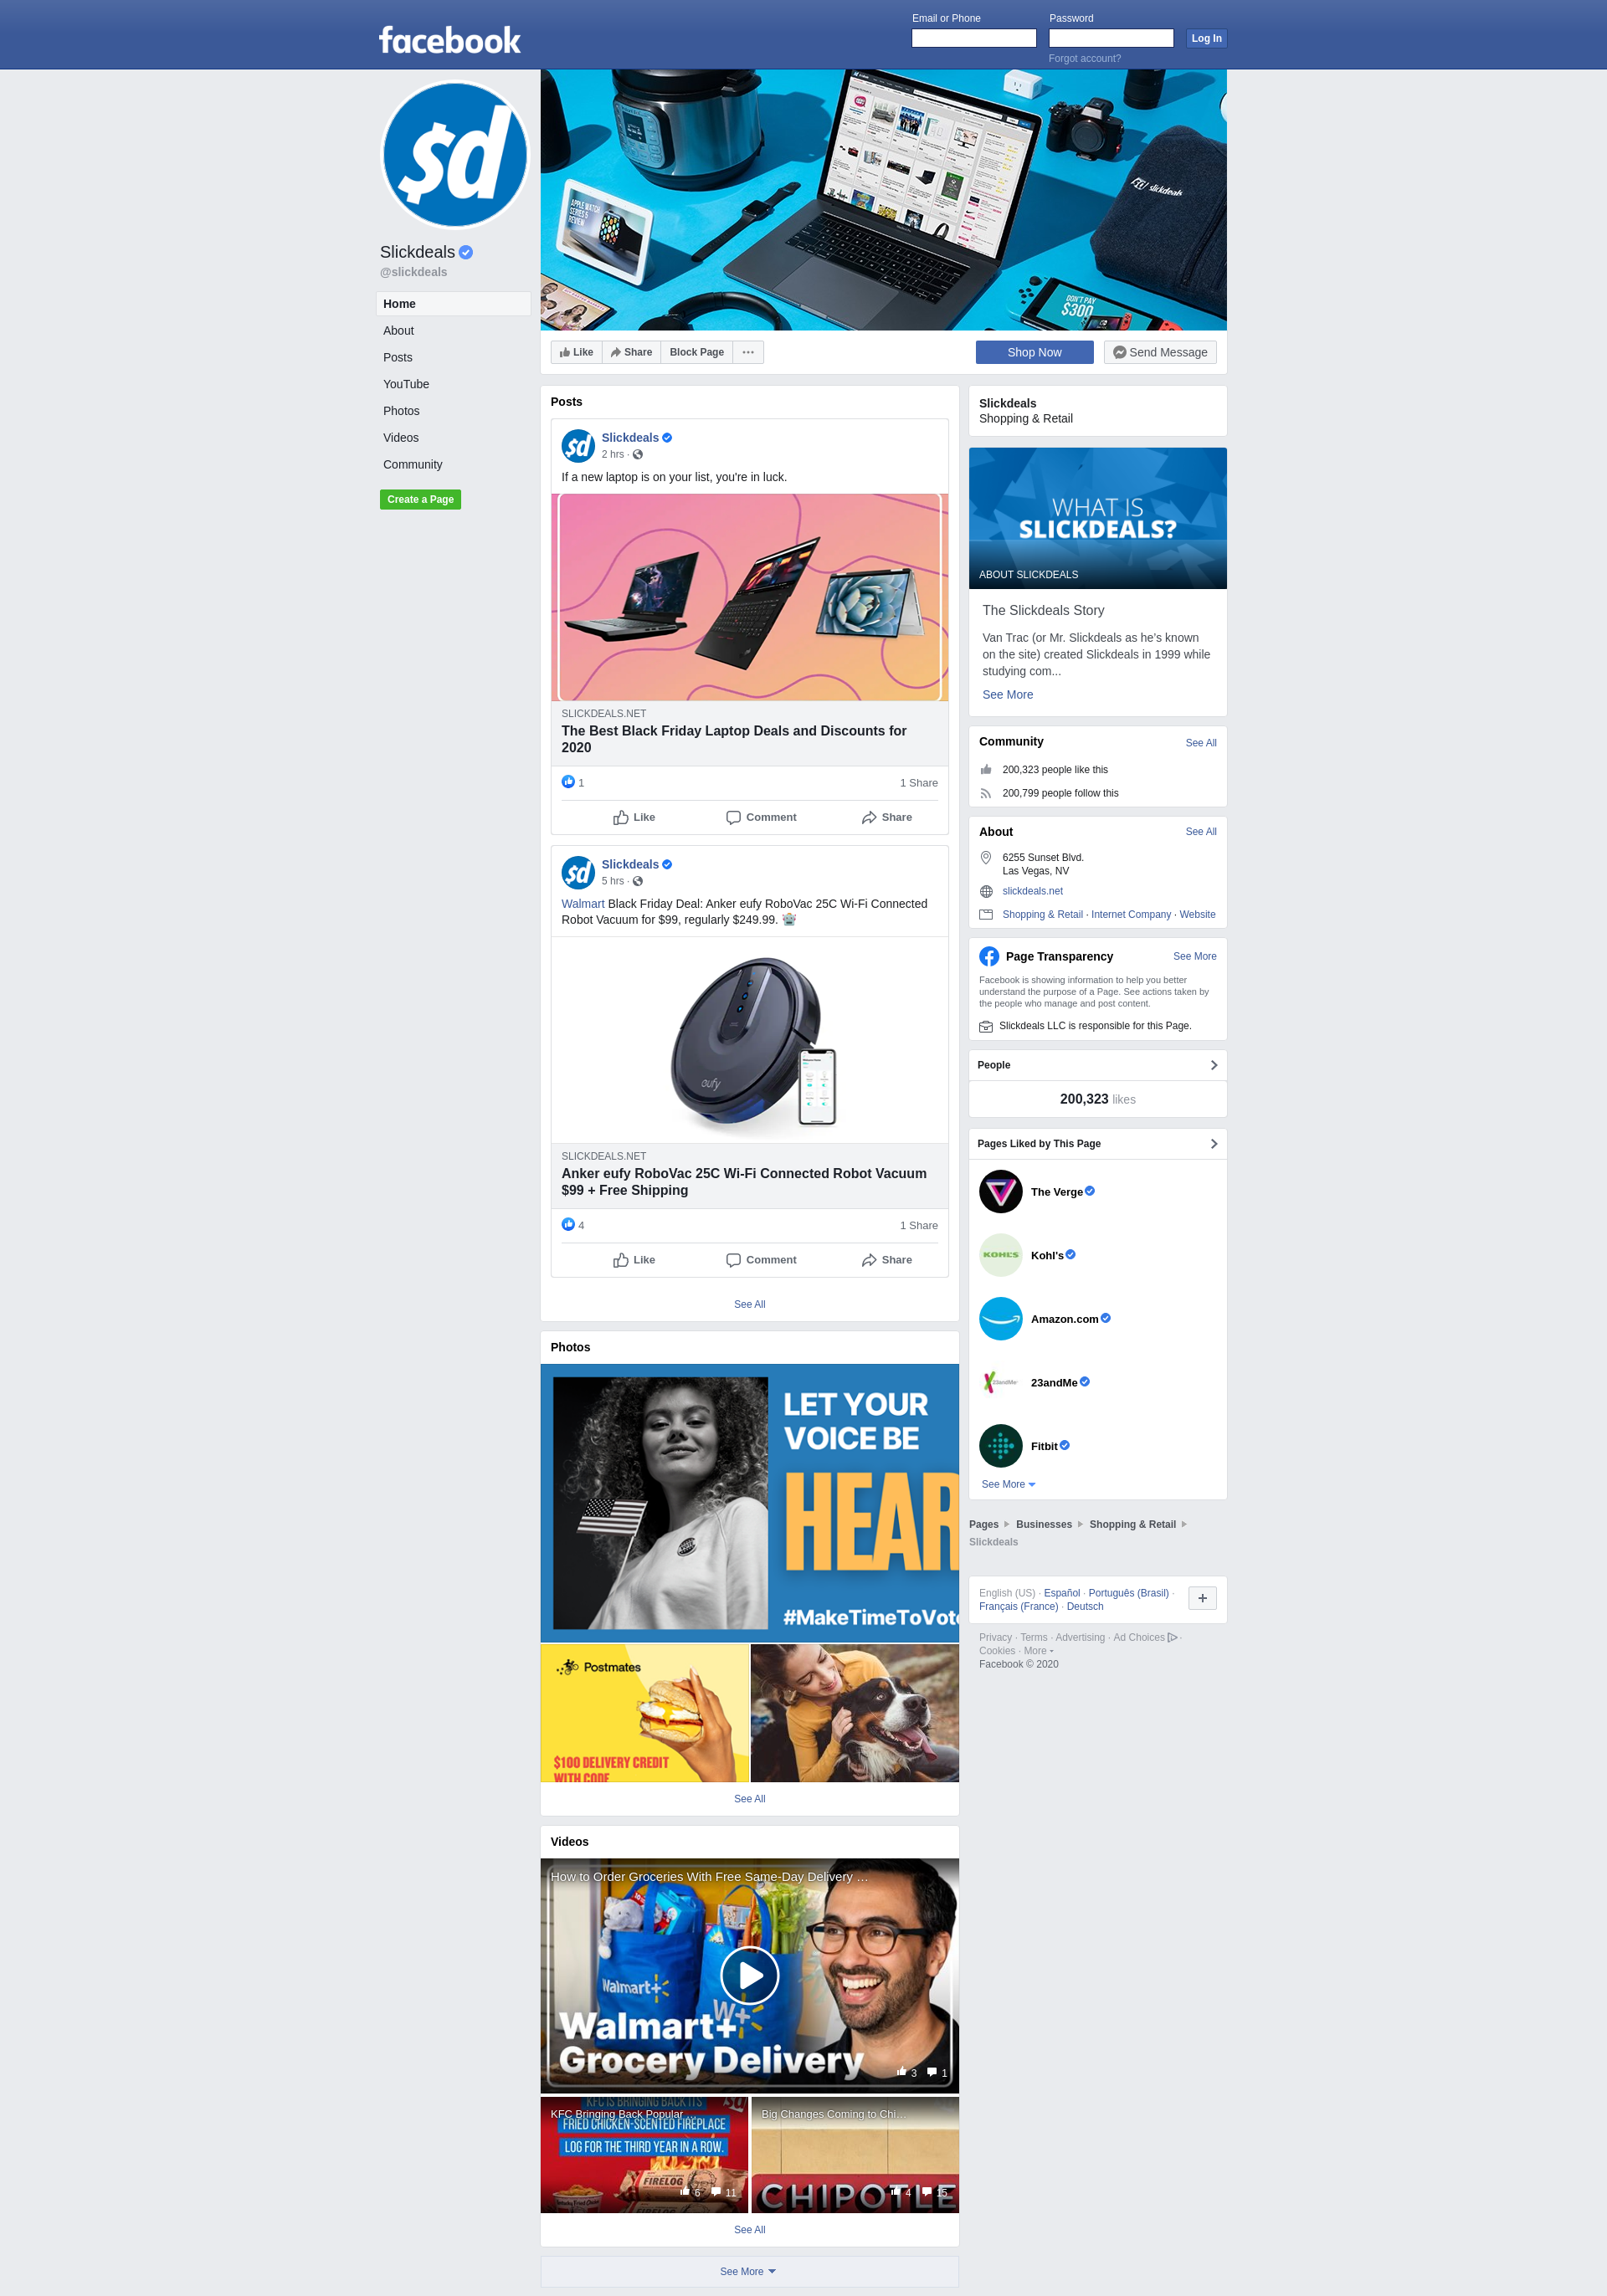 facebook
Email or Phone
Password
Log In
Forgot account?
$d
Slickdeals
@slickdeals
Home
About
Posts
YouTube
Photos
Videos
Community
Create a Page
APPLE WATCH
SERIES 6
REVIEW
slickdeals
DON'T PAY
$300
Like
Share
Block Page
Shop Now
Send Message
Posts
$d
Slickdeals
2 hrs ·
If a new laptop is on your list, you're in luck.
SLICKDEALS.NET
The Best Black Friday Laptop Deals and Discounts for
2020
1
1 Share
Like
Comment
Share
$d
Slickdeals
5 hrs ·
Walmart Black Friday Deal: Anker eufy RoboVac 25C Wi-Fi Connected
Robot Vacuum for $99, regularly $249.99. 🤖
eufy
SLICKDEALS.NET
Anker eufy RoboVac 25C Wi-Fi Connected Robot Vacuum
$99 + Free Shipping
4
1 Share
Like
Comment
Share
See All
Photos
LET YOUR
VOICE BE
HEAR
#MakeTimeToVot
Postmates
$100 DELIVERY CREDIT
WITH CODE
See All
Videos
How to Order Groceries With Free Same-Day Delivery ...
Walmart
W+
Walmart+
Grocery Delivery
3
1
KFC IS BRINGING BACK ITS
KFC Bringing Back Popular
FRIED CHICKEN-SCENTED FIREPLACE
LOG FOR THE THIRD YEAR IN A ROW.
FIRELOG
6
11
Big Changes Coming to Chi...
CHIPOTLE
4
15
See All
See More
Slickdeals
Shopping & Retail
WHAT IS
SLICKDEALS?
ABOUT SLICKDEALS
The Slickdeals Story
Van Trac (or Mr. Slickdeals as he's known
on the site) created Slickdeals in 1999 while
studying com...
See More
Community
See All
200,323 people like this
200,799 people follow this
About
See All
6255 Sunset Blvd.
Las Vegas, NV
slickdeals.net
Shopping & Retail · Internet Company · Website
Page Transparency
See More
Facebook is showing information to help you better
understand the purpose of a Page. See actions taken by
the people who manage and post content.
Slickdeals LLC is responsible for this Page.
People
200,323 likes
Pages Liked by This Page
The Verge
KOHL'S
Kohl's
Amazon.com
23andMe
23andMe
Fitbit
See More
Pages
Businesses
Shopping & Retail
Slickdeals
English (US) · Español · Português (Brasil) ·
Français (France) · Deutsch
Privacy · Terms · Advertising · Ad Choices ·
Cookies · More
Facebook © 2020